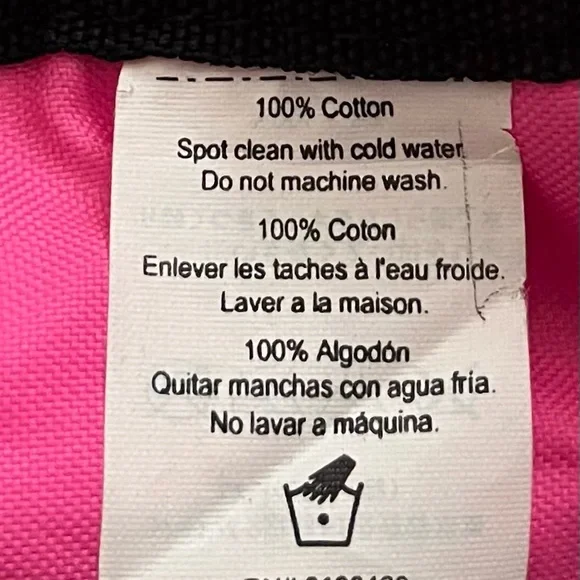 100% Cotton
Spot clean with cold water
Do not machine wash.
100% Coton
Enlever les taches à l'eau froide.
Laver a la maison.
100% Algodón
Quitar manchas con agua fría.
No lavar a máquina.